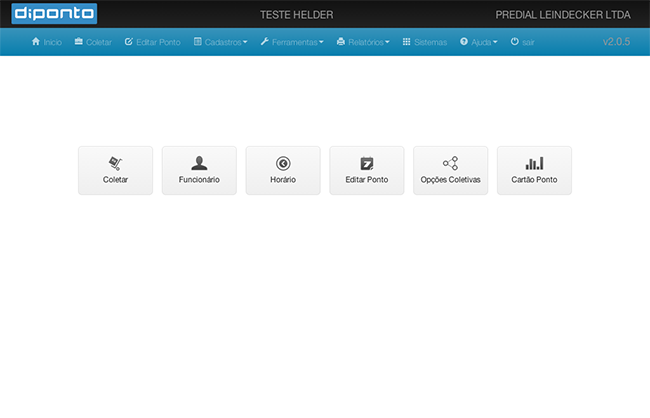 diponto TESTE HELDER PREDIAL LEINDECKER LTDA
Início Coletar Editar Ponto Cadastros Ferramentas Relatórios Sistemas Ajuda sair v2.0.5
Coletar Funcionário Horário Editar Ponto Opções Coletivas Cartão Ponto